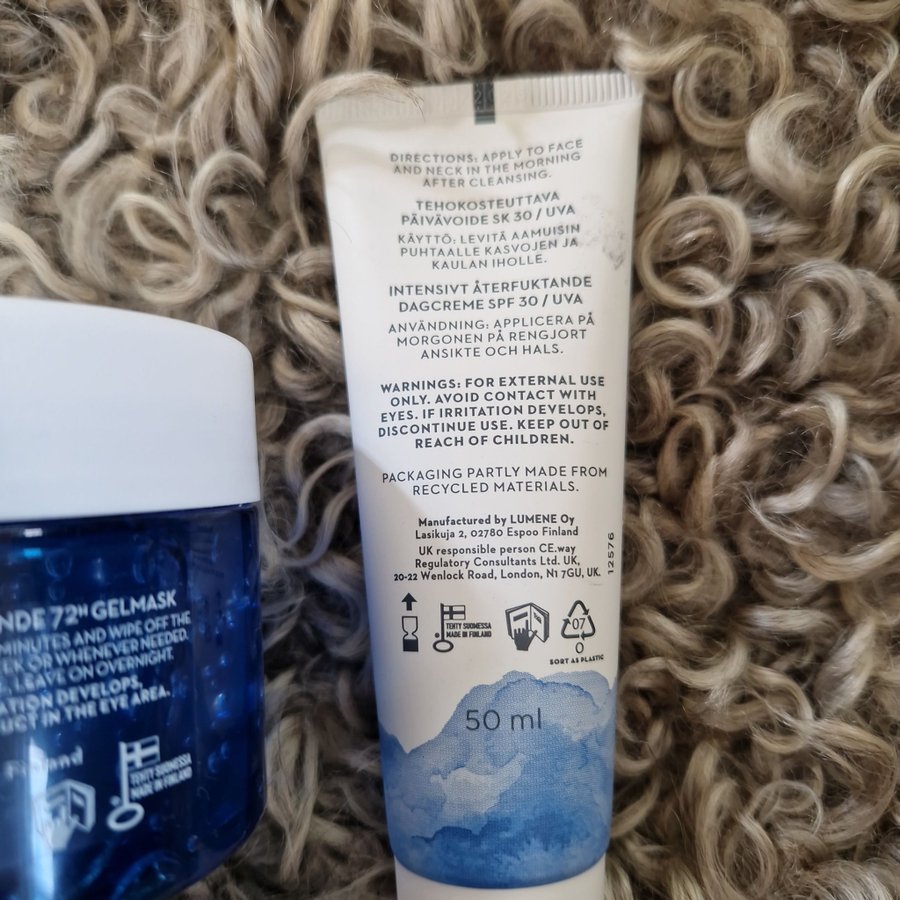 DIRECTIONS: APPLY TO FACE
AND NECK IN THE MORNING
AFTER CLEANSING.
TEHOKOSTEUTTAVA
PÄIVÄVOIDE SK 30 / UVA
KÄYTTÖ: LEVITÄ AAMUISIN
PUHTAALLE KASVOJEN JA
KAULAN IHOLLE.
INTENSIVT ÅTERFUKTANDE
DAGCREME SPF 30 / UVA
ANVÄNDNING: APPLICERA PÅ
MORGONEN PÅ RENGJORT
ANSIKTE OCH HALS.
WARNINGS: FOR EXTERNAL USE
ONLY. AVOID CONTACT WITH
EYES. IF IRRITATION DEVELOPS,
DISCONTINUE USE. KEEP OUT OF
REACH OF CHILDREN.
PACKAGING PARTLY MADE FROM
RECYCLED MATERIALS.
Manufactured by LUMENE Oy
Lasikuja 2, 02780 Espoo Finland
UK responsible person CE.way
Regulatory Consultants Ltd. UK,
20-22 Wenlock Road, London, N1 7GU, UK.
12576
TEHTY SUOMESSA
MADE IN FINLAND
07
O
SORT AS PLASTIC
50 ml
NDE 72H GELMASK
MINUTES AND WIPE OFF THE
EK OR WHENEVER NEEDED.
LEAVE ON OVERNIGHT.
ATION DEVELOPS,
UCT IN THE EYE AREA.
Finland
TEHTY SUOMESSA
MADE IN FINLAND